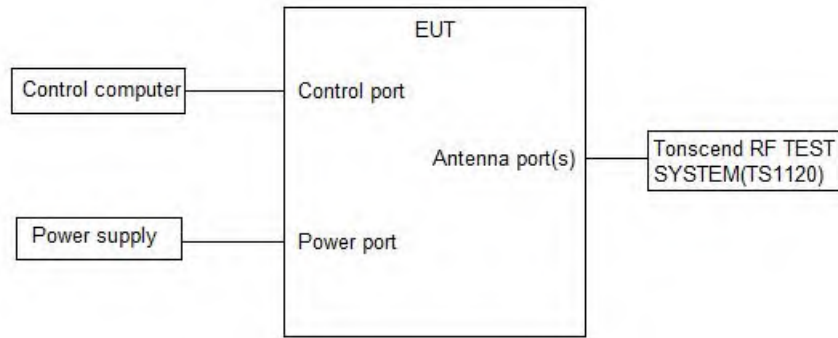 EUT
Control computer
Control port
Antenna port(s)
Tonscend RF TEST
SYSTEM(TS1120)
Power supply
Power port